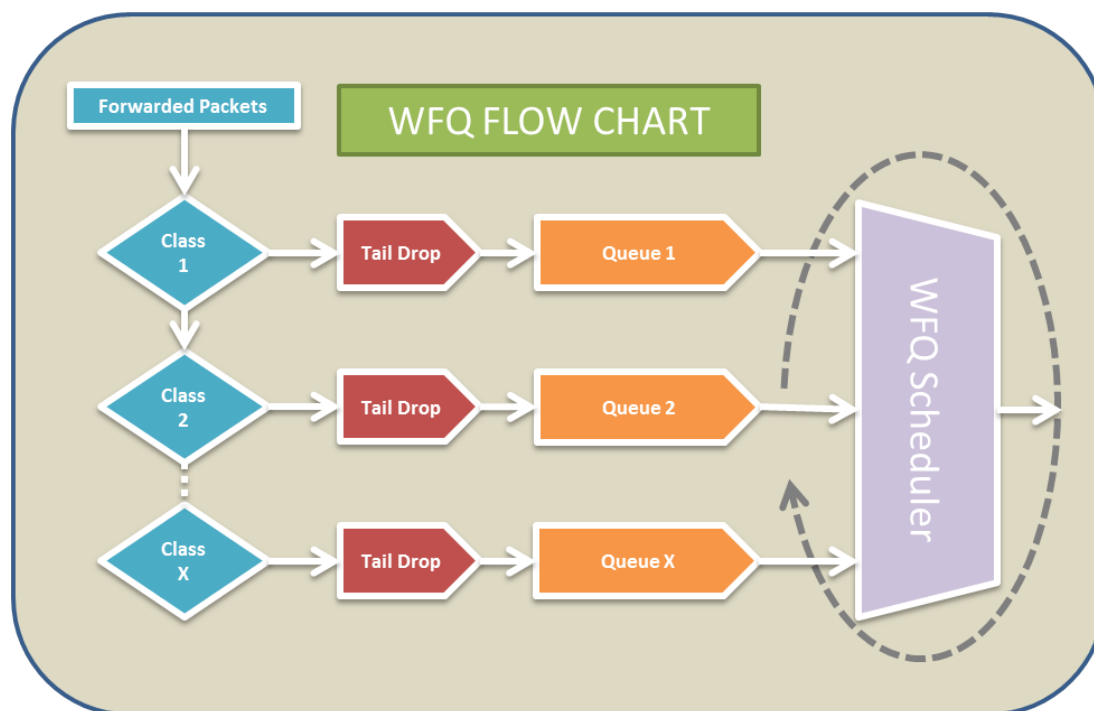 Forwarded Packets
WFQ FLOW CHART
Class
1
Tail Drop
Queue 1
Class
2
Tail Drop
Queue 2
Class
X
Tail Drop
Queue X
WFQ Scheduler